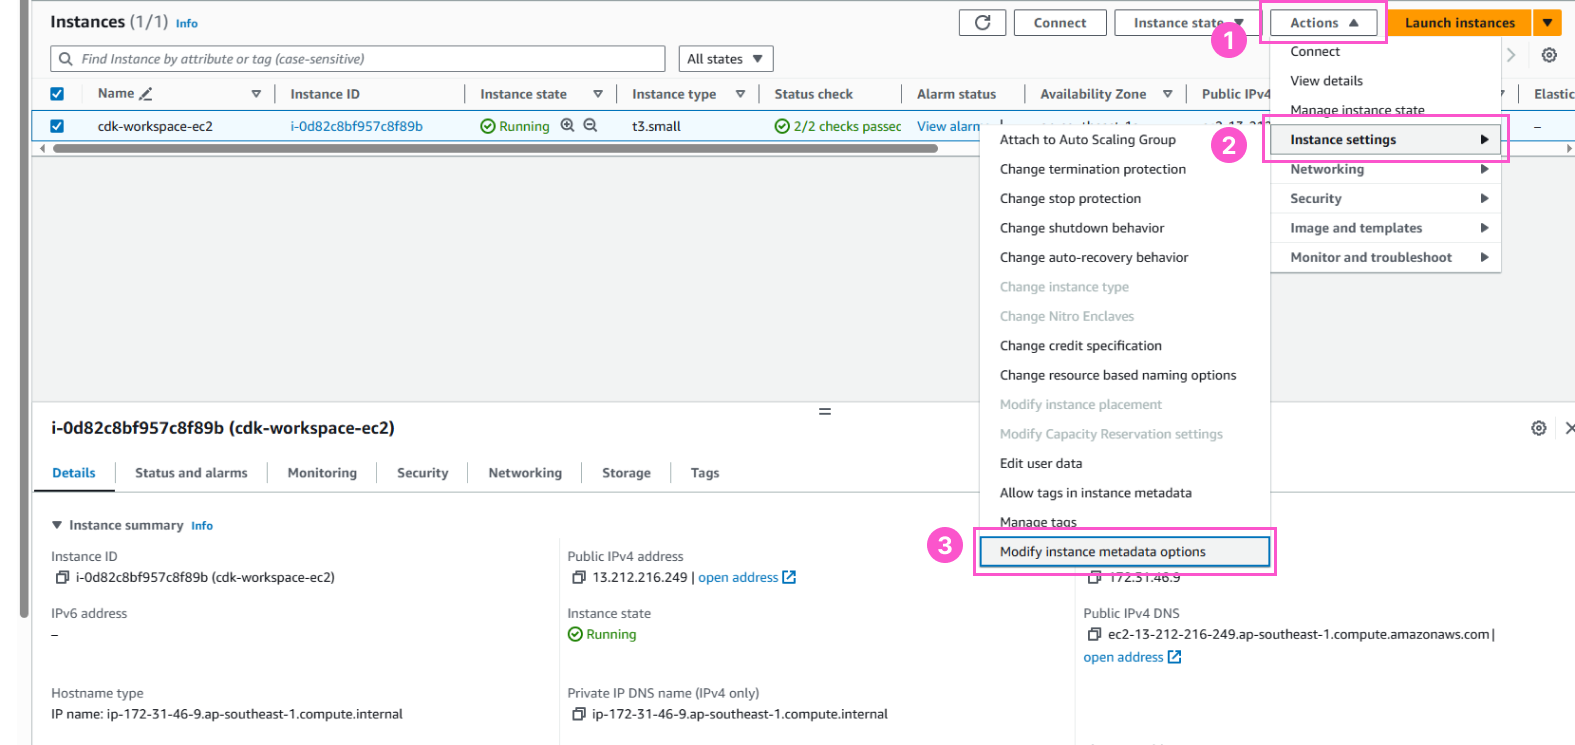 Instances (1/1) Info
Connect
Instance state
Actions
Launch instances
1
Find Instance by attribute or tag (case-sensitive)
All states
Connect
View details
Manage instance state
Instance settings
2
Networking
Security
Image and templates
Monitor and troubleshoot
Name
Instance ID
Instance state
Instance type
Status check
Alarm status
Availability Zone
Public IPv4
Elastic
cdk-workspace-ec2
i-0d82c8bf957c8f89b
Running
t3.small
2/2 checks passed
View alarm
–
Attach to Auto Scaling Group
Change termination protection
Change stop protection
Change shutdown behavior
Change auto-recovery behavior
Change instance type
Change Nitro Enclaves
Change credit specification
Change resource based naming options
Modify instance placement
Modify Capacity Reservation settings
Edit user data
Allow tags in instance metadata
Manage tags
3
Modify instance metadata options
i-0d82c8bf957c8f89b (cdk-workspace-ec2)
Details
Status and alarms
Monitoring
Security
Networking
Storage
Tags
Instance summary Info
Instance ID
i-0d82c8bf957c8f89b (cdk-workspace-ec2)
Public IPv4 address
13.212.216.249 | open address
172.31.46.9
IPv6 address
–
Instance state
Running
Public IPv4 DNS
ec2-13-212-216-249.ap-southeast-1.compute.amazonaws.com |
open address
Hostname type
IP name: ip-172-31-46-9.ap-southeast-1.compute.internal
Private IP DNS name (IPv4 only)
ip-172-31-46-9.ap-southeast-1.compute.internal